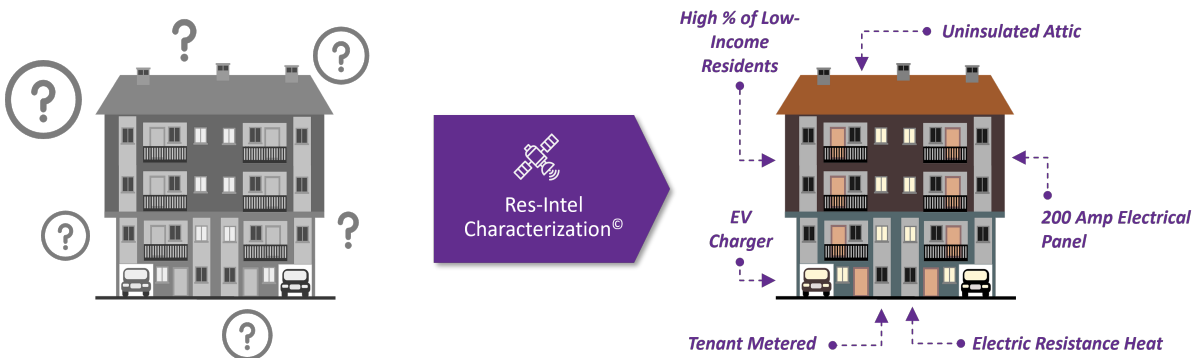 ?
?
?
?
?
?
Res-Intel
Characterization©
High % of Low-
Income
Residents
Uninsulated Attic
EV
Charger
200 Amp Electrical
Panel
Tenant Metered
Electric Resistance Heat